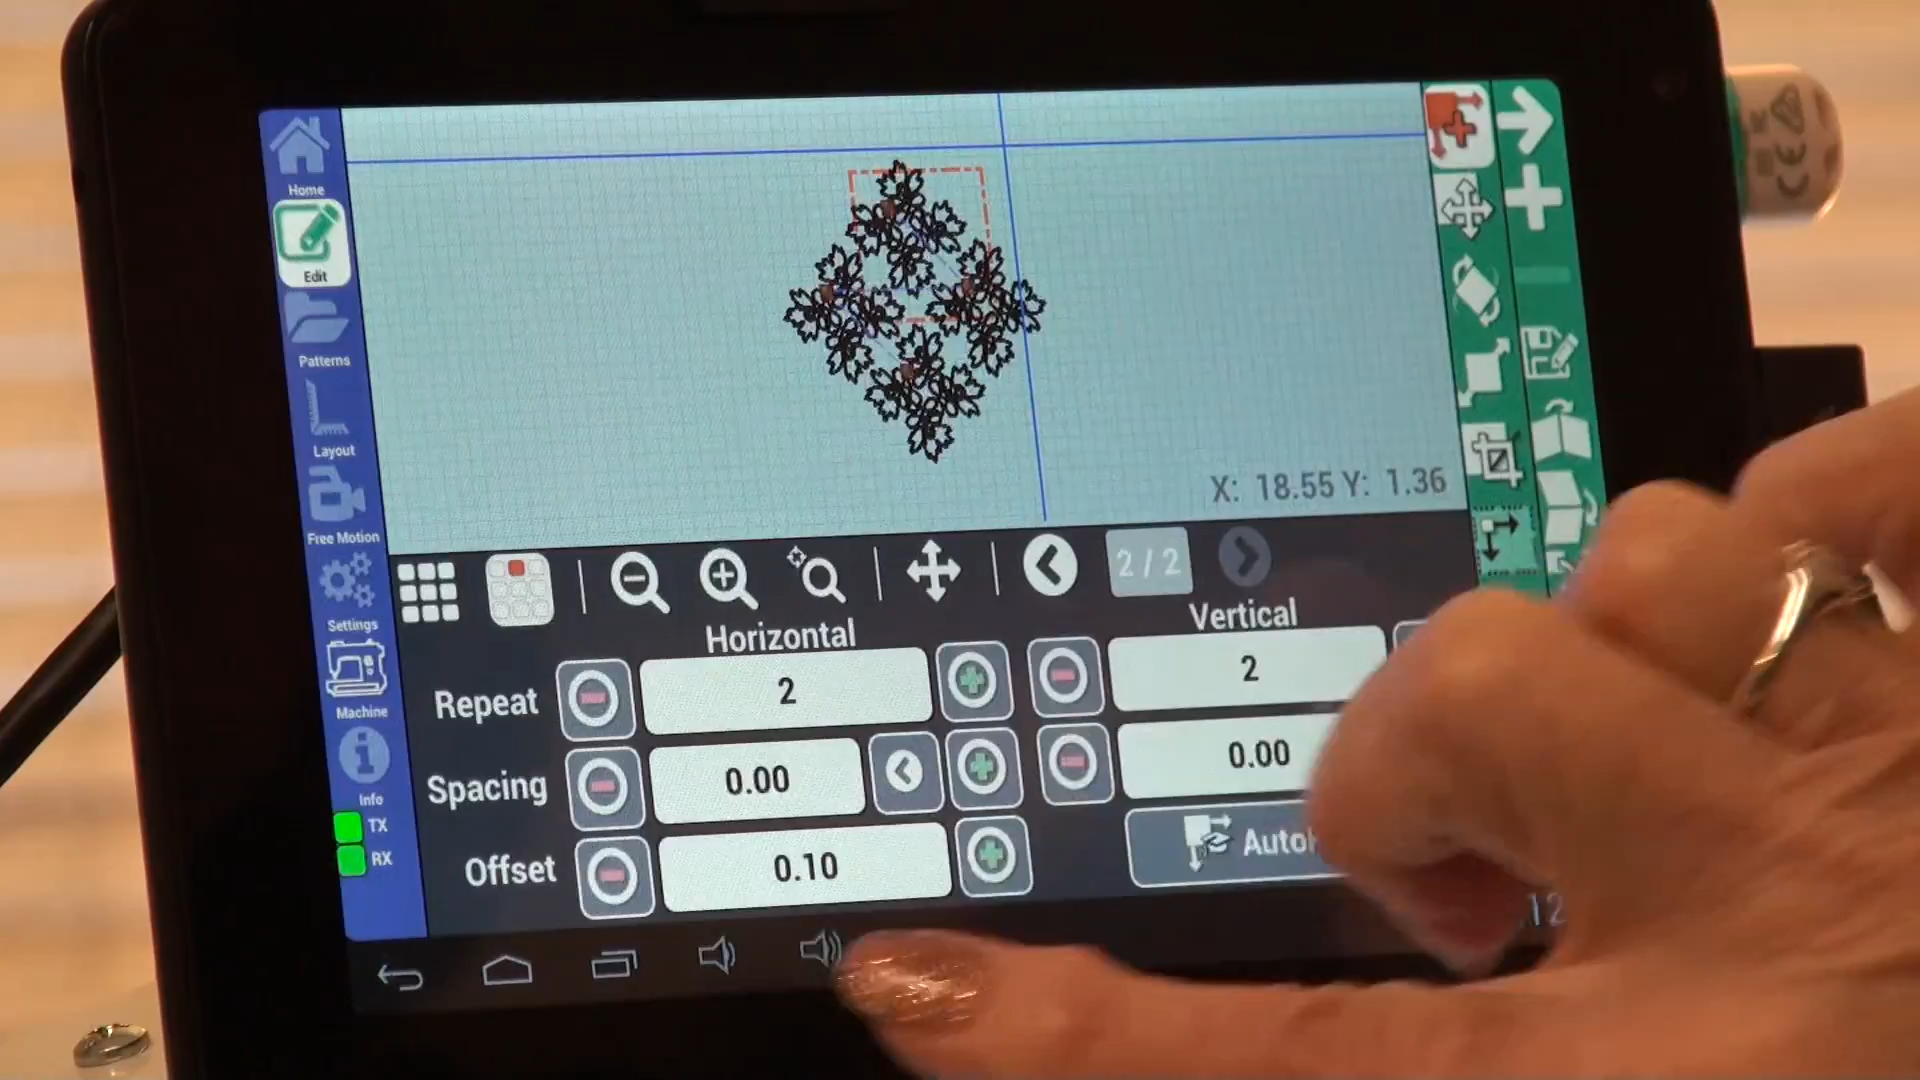 Home
Edit
Patterns
Layout
Free Motion
Settings
Machine
Info
TX
RX
X: 18.55 Y: 1.36
2 / 2
Horizontal
Vertical
Repeat
2
2
Spacing
0.00
0.00
Offset
0.10
CE